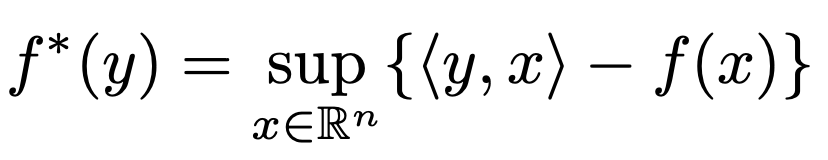 f*(y) = sup_{x∈ℝⁿ} {⟨y, x⟩ − f(x)}